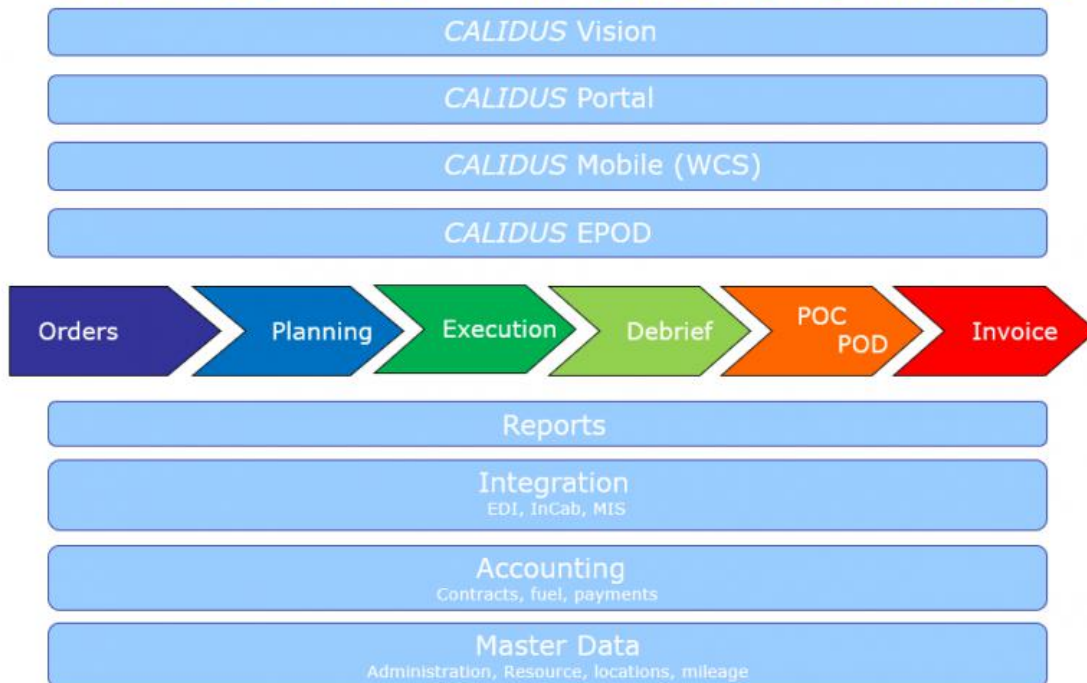 CALIDUS Vision
CALIDUS Portal
CALIDUS Mobile (WCS)
CALIDUS EPOD
Orders
Planning
Execution
Debrief
POC
POD
Invoice
Reports
Integration
EDI, InCab, MIS
Accounting
Contracts, fuel, payments
Master Data
Administration, Resource, locations, mileage